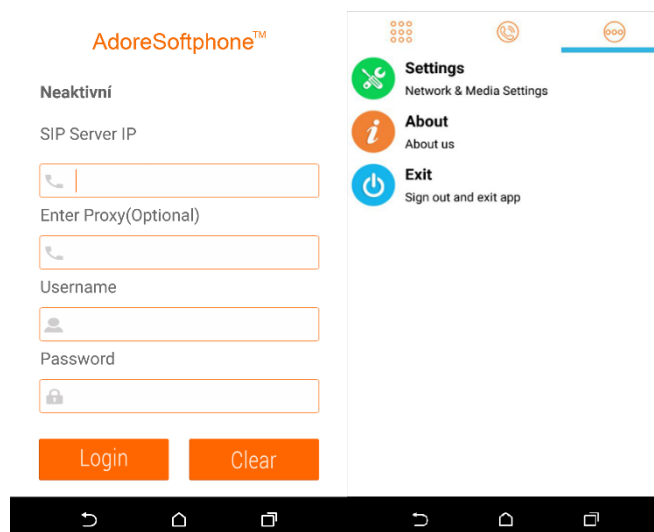 AdoreSoftphone™
Neaktivní
SIP Server IP
Enter Proxy(Optional)
Username
Password
Login
Clear
Settings
Network & Media Settings
About
About us
Exit
Sign out and exit app